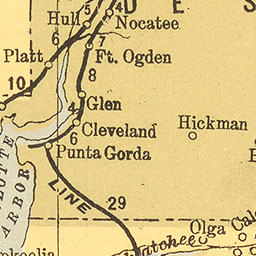 D E S
Hull
5
4
Nocatee
6
7
Platt
Ft. Ogden
8
10
Glen
4
Cleveland
6
Hickman
Punta Gorda
LOTTE
ARBOR
LINE
29
Olga